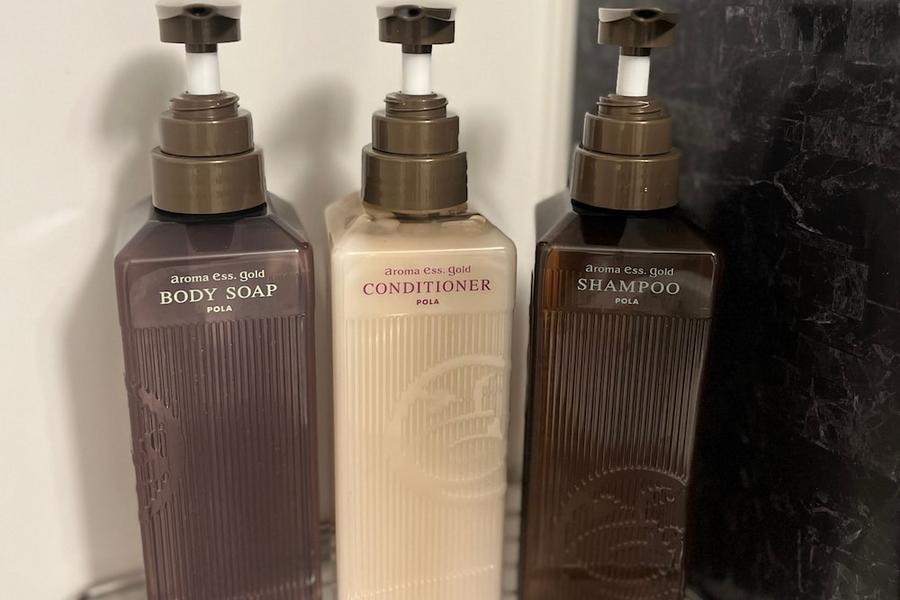 aroma ess. gold
BODY SOAP
POLA
aroma ess. gold
CONDITIONER
POLA
aroma ess. gold
SHAMPOO
POLA